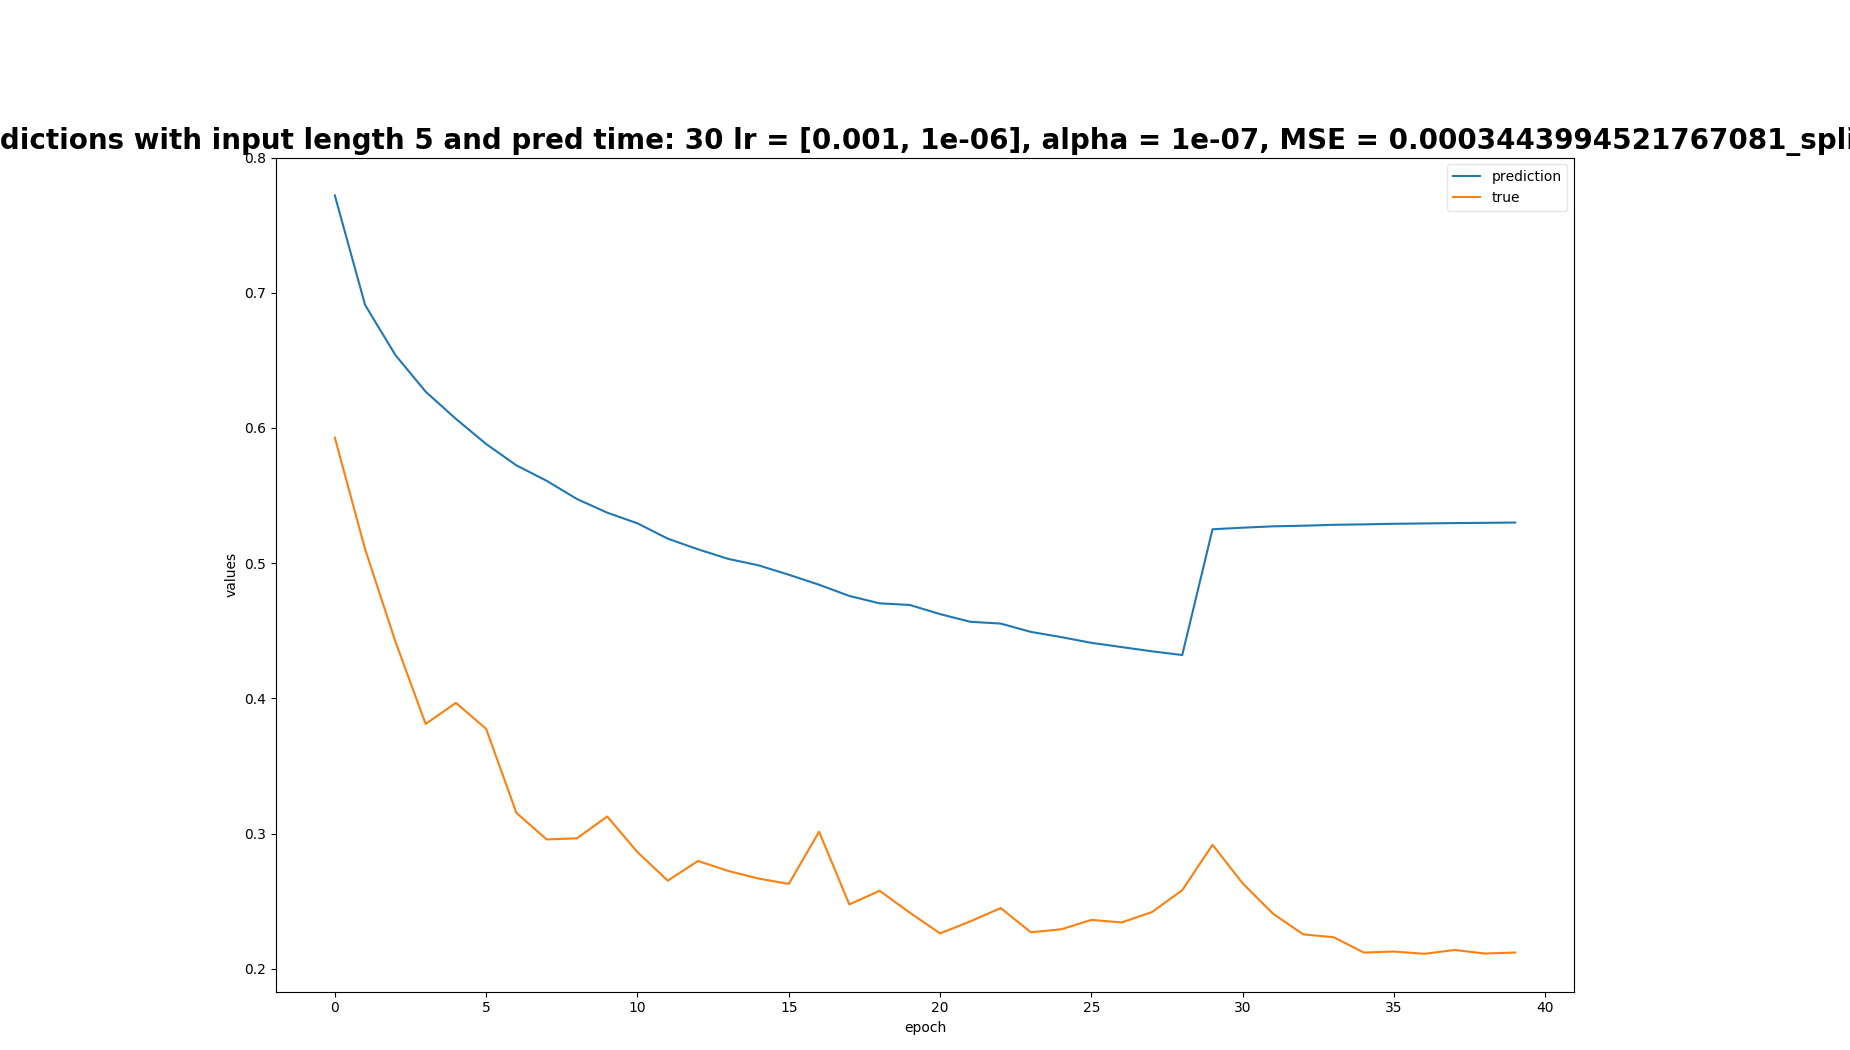 dictions with input length 5 and pred time: 30 lr = [0.001, 1e-06], alpha = 1e-07, MSE = 0.0003443994521767081_spli
prediction
true
values
0.8
0.7
0.6
0.5
0.4
0.3
0.2
0 5 10 15 20 25 30 35 40
epoch